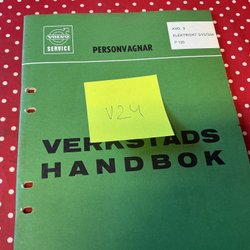 VOLVO
SERVICE
PERSONVAGNAR
AVD. 3
ELEKTRISKT SYSTEM
P 120
V24
VERKSTADS
HANDBOK